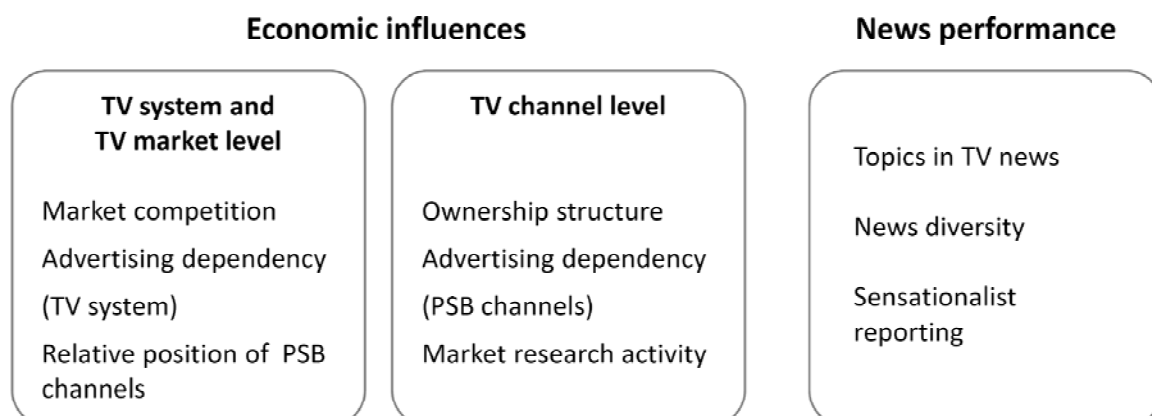 Economic influences
News performance
TV system and
TV market level
Market competition
Advertising dependency
(TV system)
Relative position of PSB
channels
TV channel level
Ownership structure
Advertising dependency
(PSB channels)
Market research activity
Topics in TV news
News diversity
Sensationalist
reporting